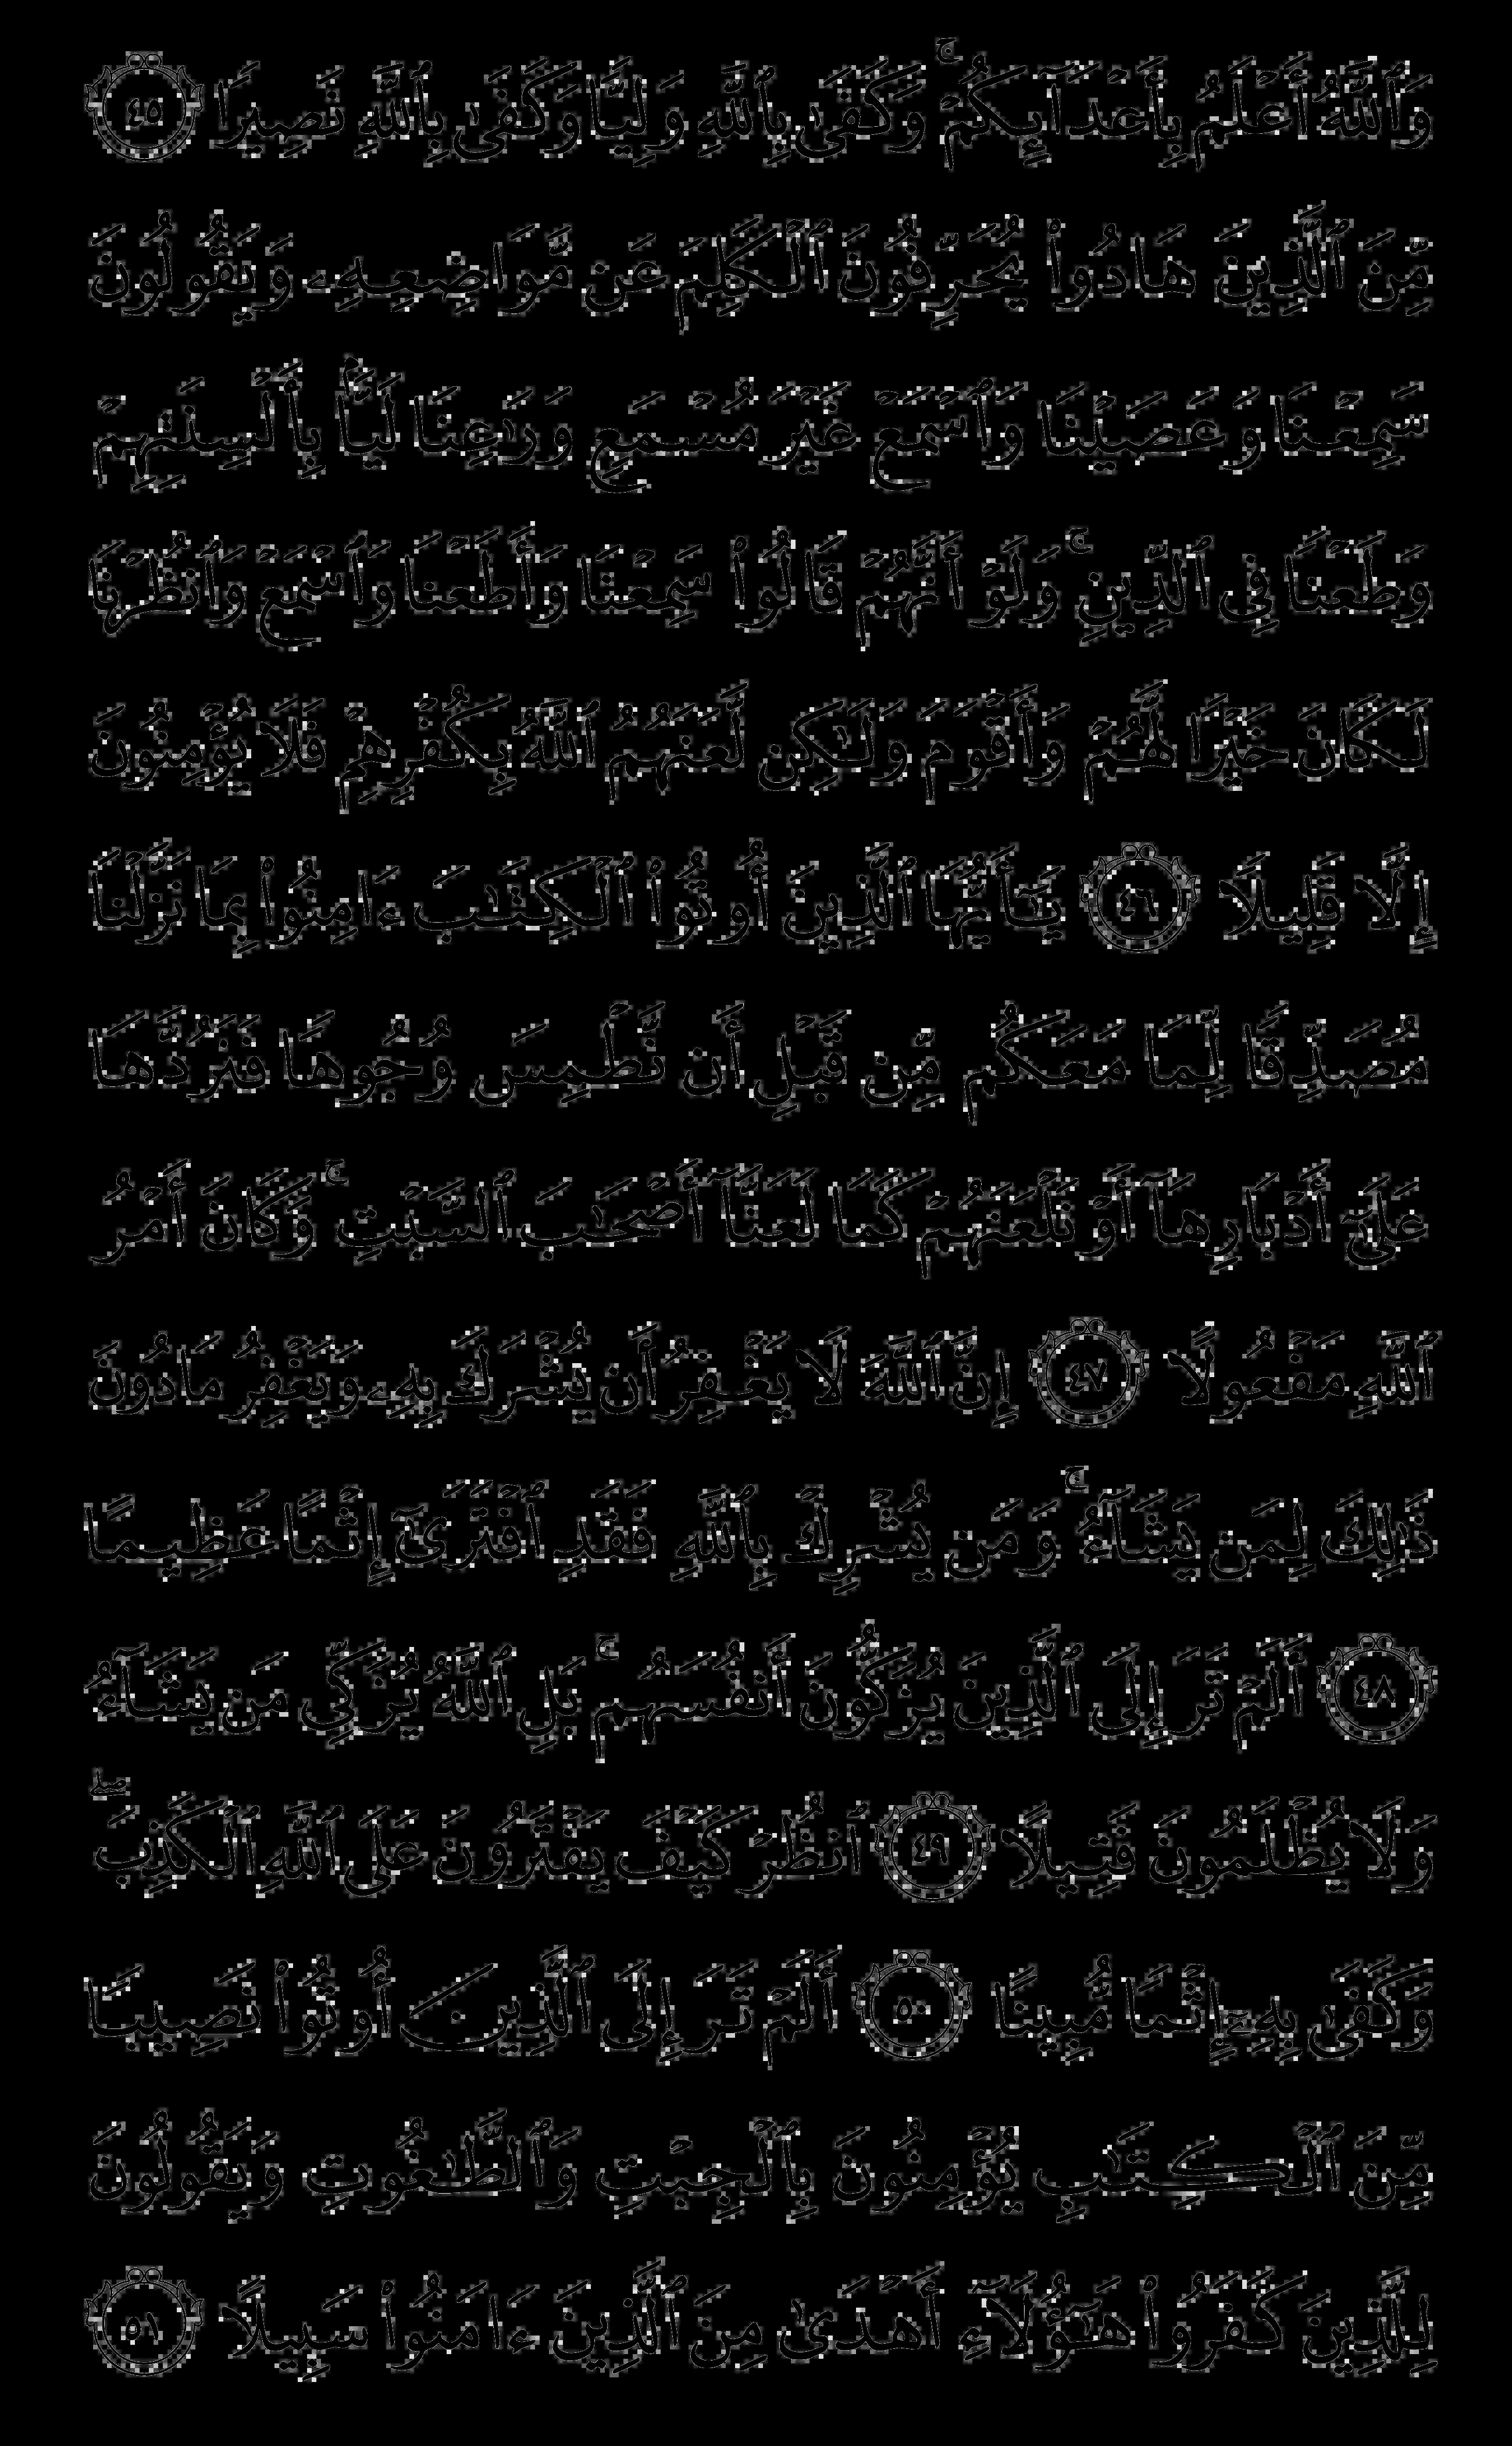 وَٱللَّهُ أَعْلَمُ بِأَعْدَآئِكُمْ ۚ وَكَفَىٰ بِٱللَّهِ وَلِيًّا وَكَفَىٰ بِٱللَّهِ نَصِيرًا ٤٥
مِّنَ ٱلَّذِينَ هَادُوا۟ يُحَرِّفُونَ ٱلْكَلِمَ عَن مَّوَاضِعِهِۦ وَيَقُولُونَ
سَمِعْنَا وَعَصَيْنَا وَٱسْمَعْ غَيْرَ مُسْمَعٍ وَرَٰعِنَا لَيًّۢا بِأَلْسِنَتِهِمْ
وَطَعْنًا فِى ٱلدِّينِ ۚ وَلَوْ أَنَّهُمْ قَالُوا۟ سَمِعْنَا وَأَطَعْنَا وَٱسْمَعْ وَٱنظُرْنَا
لَكَانَ خَيْرًا لَّهُمْ وَأَقْوَمَ وَلَـٰكِن لَّعَنَهُمُ ٱللَّهُ بِكُفْرِهِمْ فَلَا يُؤْمِنُونَ
إِلَّا قَلِيلًا ٤٦ يَـٰٓأَيُّهَا ٱلَّذِينَ أُوتُوا۟ ٱلْكِتَـٰبَ ءَامِنُوا۟ بِمَا نَزَّلْنَا
مُصَدِّقًا لِّمَا مَعَكُم مِّن قَبْلِ أَن نَّطْمِسَ وُجُوهًا فَنَرُدَّهَا
عَلَىٰٓ أَدْبَارِهَآ أَوْ نَلْعَنَهُمْ كَمَا لَعَنَّآ أَصْحَـٰبَ ٱلسَّبْتِ ۚ وَكَانَ أَمْرُ
ٱللَّهِ مَفْعُولًا ٤٧ إِنَّ ٱللَّهَ لَا يَغْفِرُ أَن يُشْرَكَ بِهِۦ وَيَغْفِرُ مَا دُونَ
ذَٰلِكَ لِمَن يَشَآءُ ۚ وَمَن يُشْرِكْ بِٱللَّهِ فَقَدِ ٱفْتَرَىٰٓ إِثْمًا عَظِيمًا
٤٨ أَلَمْ تَرَ إِلَى ٱلَّذِينَ يُزَكُّونَ أَنفُسَهُم ۚ بَلِ ٱللَّهُ يُزَكِّى مَن يَشَآءُ
وَلَا يُظْلَمُونَ فَتِيلًا ٤٩ ٱنظُرْ كَيْفَ يَفْتَرُونَ عَلَى ٱللَّهِ ٱلْكَذِبَ ۖ
وَكَفَىٰ بِهِۦٓ إِثْمًا مُّبِينًا ٥٠ أَلَمْ تَرَ إِلَى ٱلَّذِينَ أُوتُوا۟ نَصِيبًا
مِّنَ ٱلْكِتَـٰبِ يُؤْمِنُونَ بِٱلْجِبْتِ وَٱلطَّـٰغُوتِ وَيَقُولُونَ
لِلَّذِينَ كَفَرُوا۟ هَـٰٓؤُلَآءِ أَهْدَىٰ مِنَ ٱلَّذِينَ ءَامَنُوا۟ سَبِيلًا ٥١